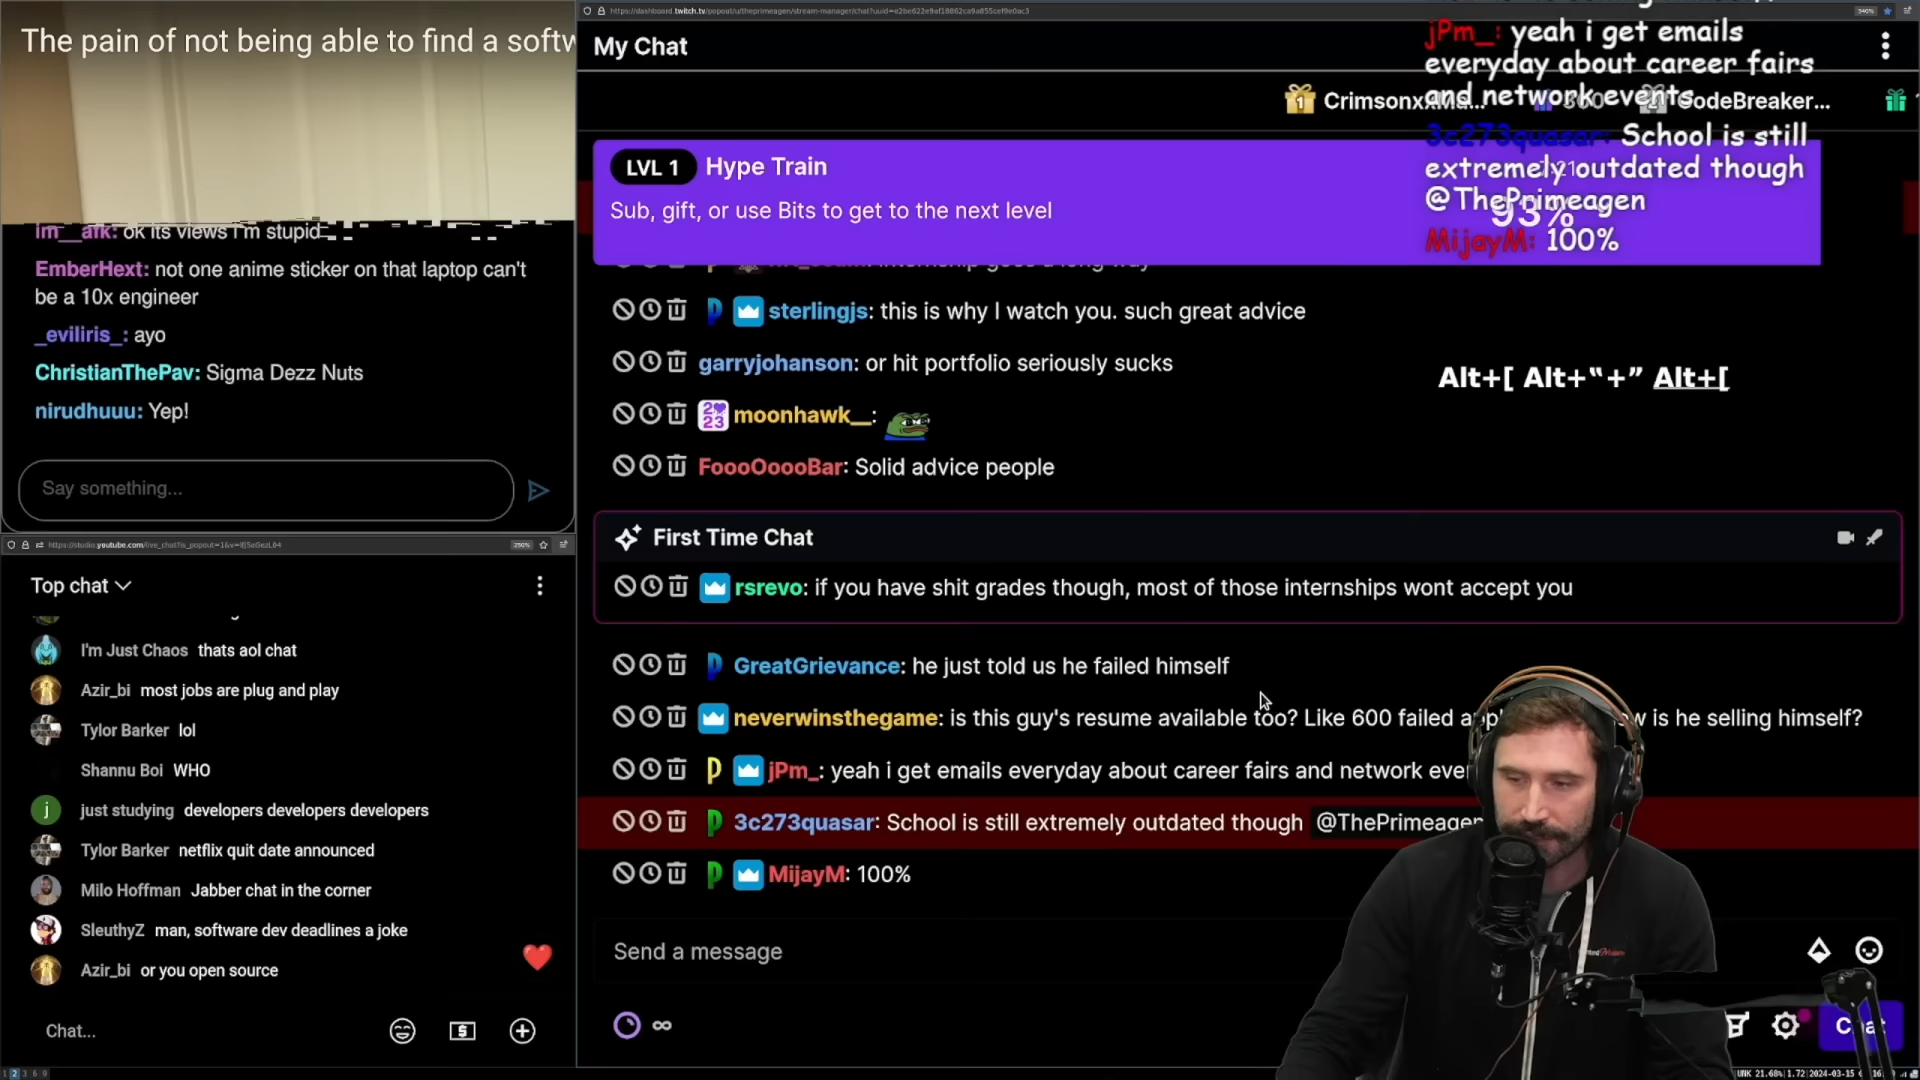 The pain of not being able to find a softw
im__afk: ok its views i'm stupid
EmberHext: not one anime sticker on that laptop can't
be a 10x engineer
_eviliris_: ayo
ChristianThePav: Sigma Dezz Nuts
nirudhuuu: Yep!
Say something...
Top chat
I'm Just Chaos thats aol chat
Azir_bi most jobs are plug and play
Tylor Barker lol
Shannu Boi WHO
just studying developers developers developers
Tylor Barker netflix quit date announced
Milo Hoffman Jabber chat in the corner
SleuthyZ man, software dev deadlines a joke
Azir_bi or you open source
Chat...
My Chat
LVL 1 Hype Train
Sub, gift, or use Bits to get to the next level
93%
sterlingjs: this is why I watch you. such great advice
garryjohanson: or hit portfolio seriously sucks
moonhawk__:
FoooOoooBar: Solid advice people
First Time Chat
rsrevo: if you have shit grades though, most of those internships wont accept you
GreatGrievance: he just told us he failed himself
neverwinsthegame: is this guy's resume available too? Like 600 failed w is he selling himself?
jPm_: yeah i get emails everyday about career fairs and network
3c273quasar: School is still extremely outdated though @ThePrimeagen
MijayM: 100%
Send a message
jPm_: yeah i get emails
everyday about career fairs
and network events
3c273quasar: School is still
extremely outdated though
@ThePrimeagen
MijayM: 100%
Alt+[ Alt+“+” Alt+[